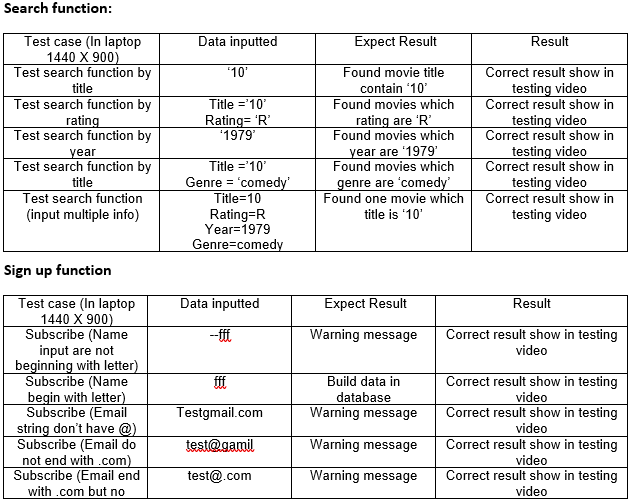 Search function:
Test case (In laptop 1440 X 900) Data inputted Expect Result Result
Test search function by title ‘10’ Found movie title contain ‘10’ Correct result show in testing video
Test search function by rating Title =’10’ Rating= ‘R’ Found movies which rating are ‘R’ Correct result show in testing video
Test search function by year ‘1979’ Found movies which year are ‘1979’ Correct result show in testing video
Test search function by title Title =’10’ Genre = ‘comedy’ Found movies which genre are ‘comedy’ Correct result show in testing video
Test search function (input multiple info) Title=10 Rating=R Year=1979 Genre=comedy Found one movie which title is ‘10’ Correct result show in testing video
Sign up function
Test case (In laptop 1440 X 900) Data inputted Expect Result Result
Subscribe (Name input are not beginning with letter) --fff Warning message Correct result show in testing video
Subscribe (Name begin with letter) fff Build data in database Correct result show in testing video
Subscribe (Email string don’t have @) Testgmail.com Warning message Correct result show in testing video
Subscribe (Email do not end with .com) test@gamil Warning message Correct result show in testing video
Subscribe (Email end with .com but no test@.com Warning message Correct result show in testing video